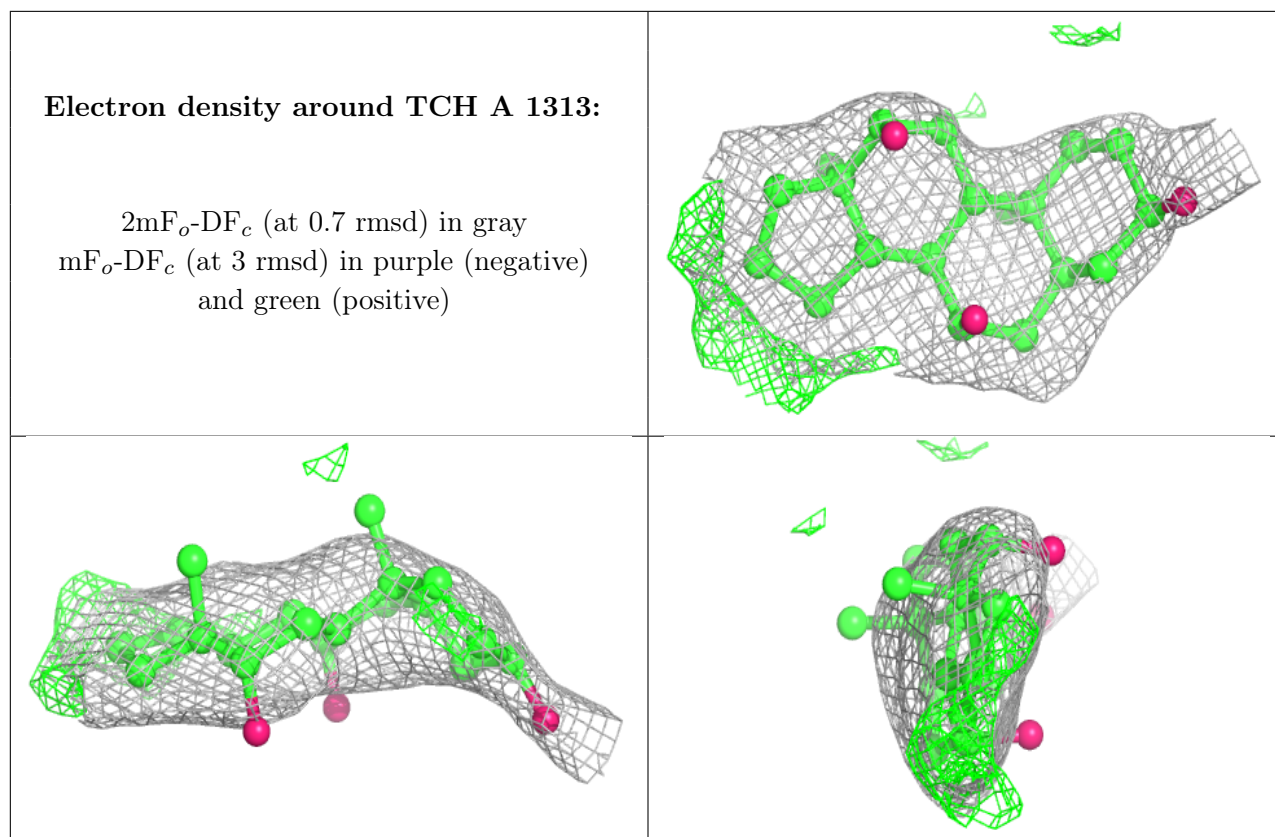 Electron density around TCH A 1313:
2mFo-DFc (at 0.7 rmsd) in gray
mFo-DFc (at 3 rmsd) in purple (negative)
and green (positive)